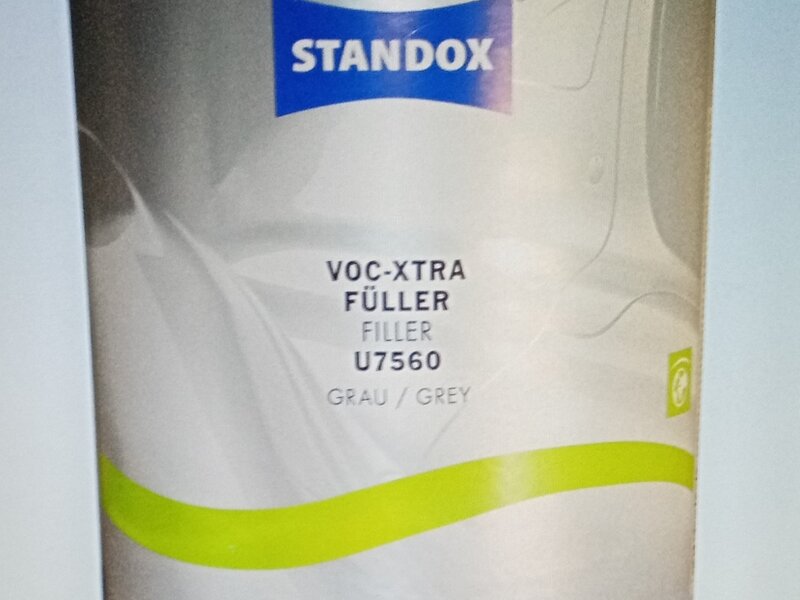 STANDOX
VOC-XTRA
FÜLLER
FILLER
U7560
GRAU / GREY